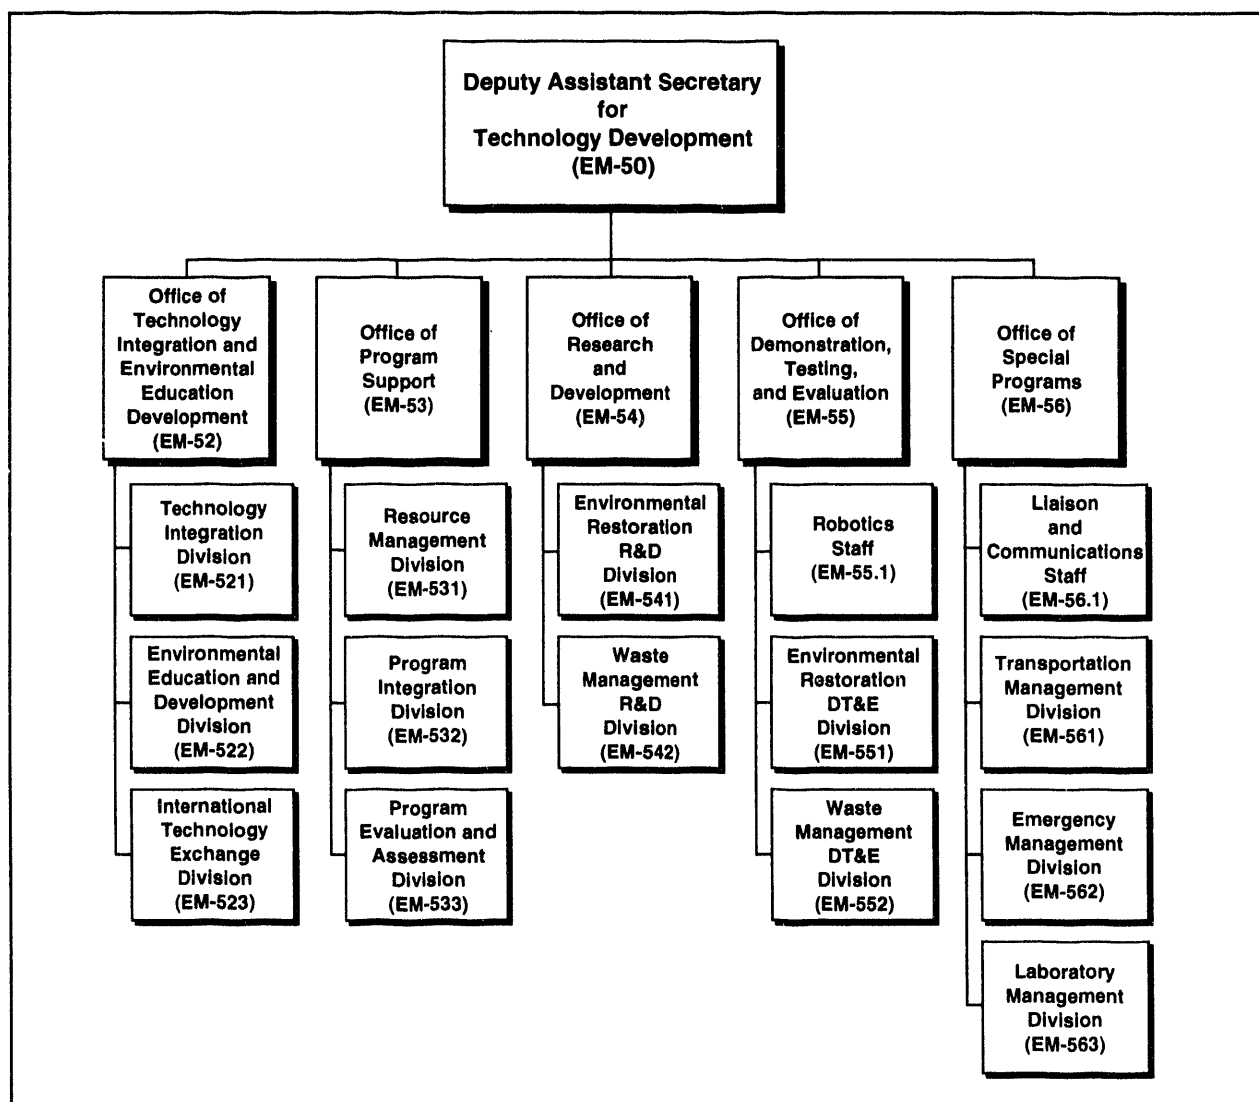 Deputy Assistant Secretary
for
Technology Development
(EM-50)
Office of
Technology
Integration and
Environmental
Education
Development
(EM-52)
Office of
Program
Support
(EM-53)
Office of
Research
and
Development
(EM-54)
Office of
Demonstration,
Testing,
and Evaluation
(EM-55)
Office of
Special
Programs
(EM-56)
Technology
Integration
Division
(EM-521)
Environmental
Education and
Development
Division
(EM-522)
International
Technology
Exchange
Division
(EM-523)
Resource
Management
Division
(EM-531)
Program
Integration
Division
(EM-532)
Program
Evaluation and
Assessment
Division
(EM-533)
Environmental
Restoration
R&D
Division
(EM-541)
Waste
Management
R&D
Division
(EM-542)
Robotics
Staff
(EM-55.1)
Environmental
Restoration
DT&E
Division
(EM-551)
Waste
Management
DT&E
Division
(EM-552)
Liaison
and
Communications
Staff
(EM-56.1)
Transportation
Management
Division
(EM-561)
Emergency
Management
Division
(EM-562)
Laboratory
Management
Division
(EM-563)